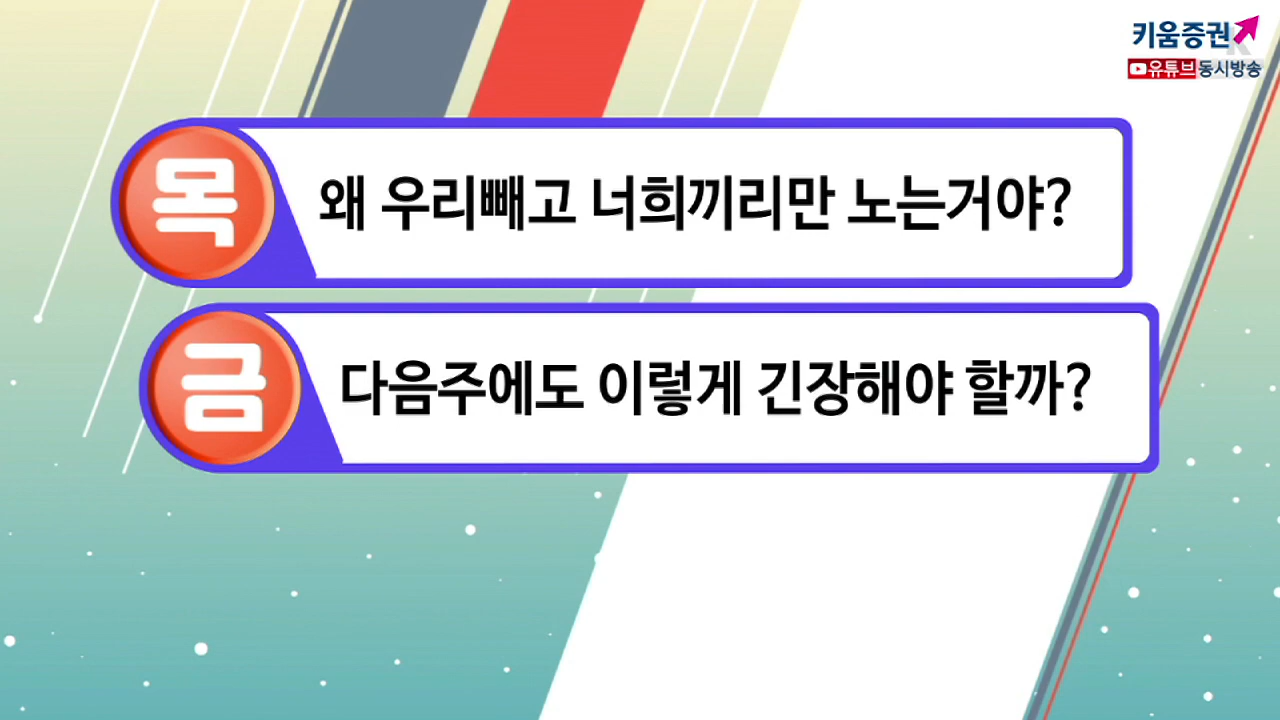 키움증권
유튜브 동시방송
목 왜 우리빼고 너희끼리만 노는거야?
금 다음주에도 이렇게 긴장해야 할까?